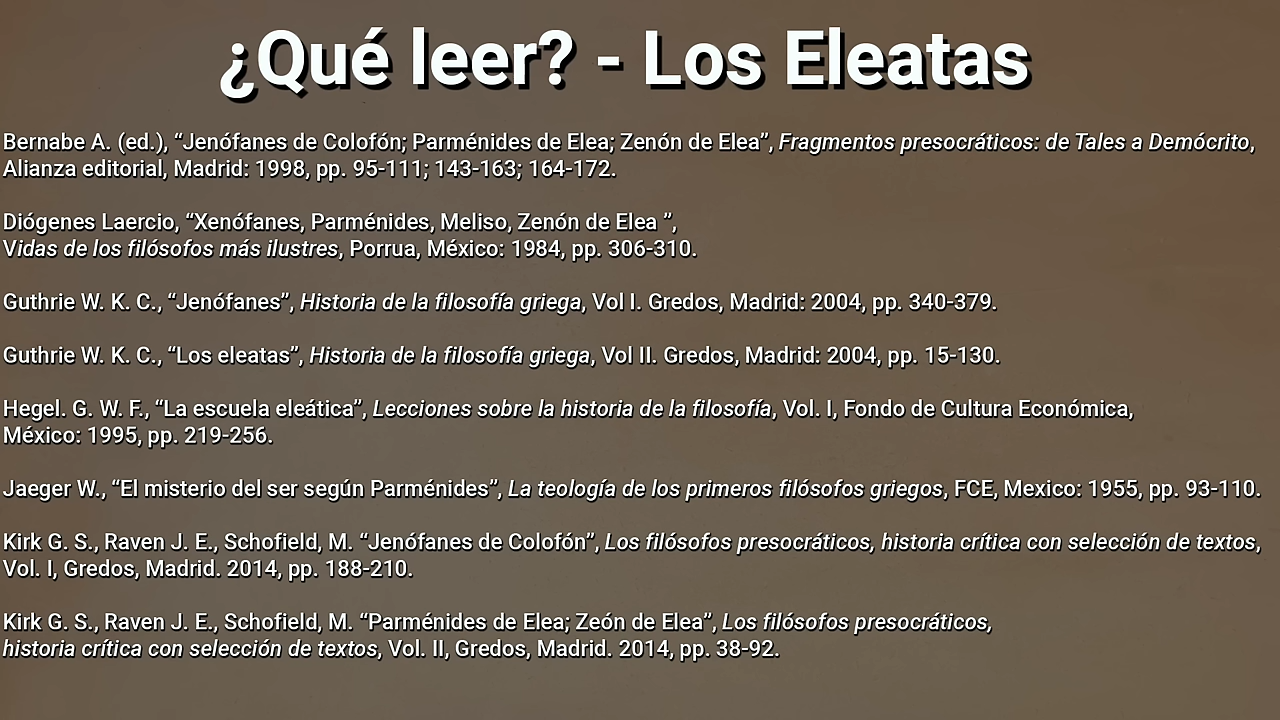 ¿Qué leer? - Los Eleatas
Bernabe A. (ed.), “Jenófanes de Colofón; Parménides de Elea; Zenón de Elea”, Fragmentos presocráticos: de Tales a Demócrito,
Alianza editorial, Madrid: 1998, pp. 95-111; 143-163; 164-172.
Diógenes Laercio, “Xenófanes, Parménides, Meliso, Zenón de Elea ”,
Vidas de los filósofos más ilustres, Porrua, México: 1984, pp. 306-310.
Guthrie W. K. C., “Jenófanes”, Historia de la filosofía griega, Vol I. Gredos, Madrid: 2004, pp. 340-379.
Guthrie W. K. C., “Los eleatas”, Historia de la filosofía griega, Vol II. Gredos, Madrid: 2004, pp. 15-130.
Hegel. G. W. F., “La escuela eleática”, Lecciones sobre la historia de la filosofía, Vol. I, Fondo de Cultura Económica,
México: 1995, pp. 219-256.
Jaeger W., “El misterio del ser según Parménides”, La teología de los primeros filósofos griegos, FCE, Mexico: 1955, pp. 93-110.
Kirk G. S., Raven J. E., Schofield, M. “Jenófanes de Colofón”, Los filósofos presocráticos, historia crítica con selección de textos,
Vol. I, Gredos, Madrid. 2014, pp. 188-210.
Kirk G. S., Raven J. E., Schofield, M. “Parménides de Elea; Zeón de Elea”, Los filósofos presocráticos,
historia crítica con selección de textos, Vol. II, Gredos, Madrid. 2014, pp. 38-92.